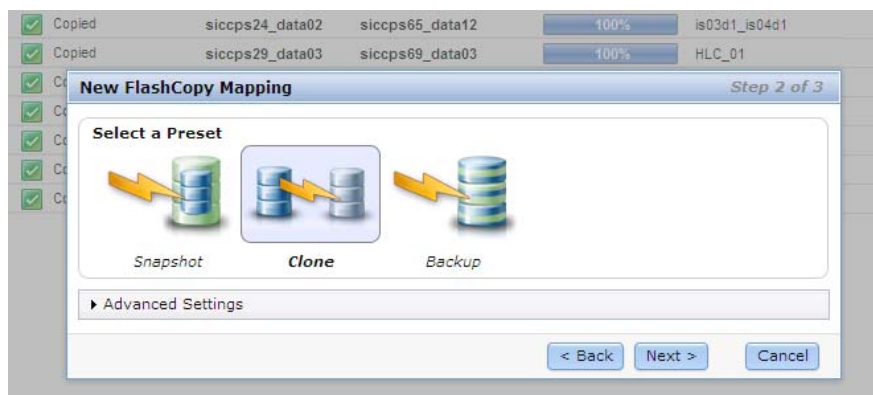 Copied siccps24_data02 siccps65_data12 100% is03d1_is04d1
Copied siccps29_data03 siccps69_data03 100% HLC_01
New FlashCopy Mapping Step 2 of 3
Select a Preset
Snapshot Clone Backup
Advanced Settings
< Back Next > Cancel